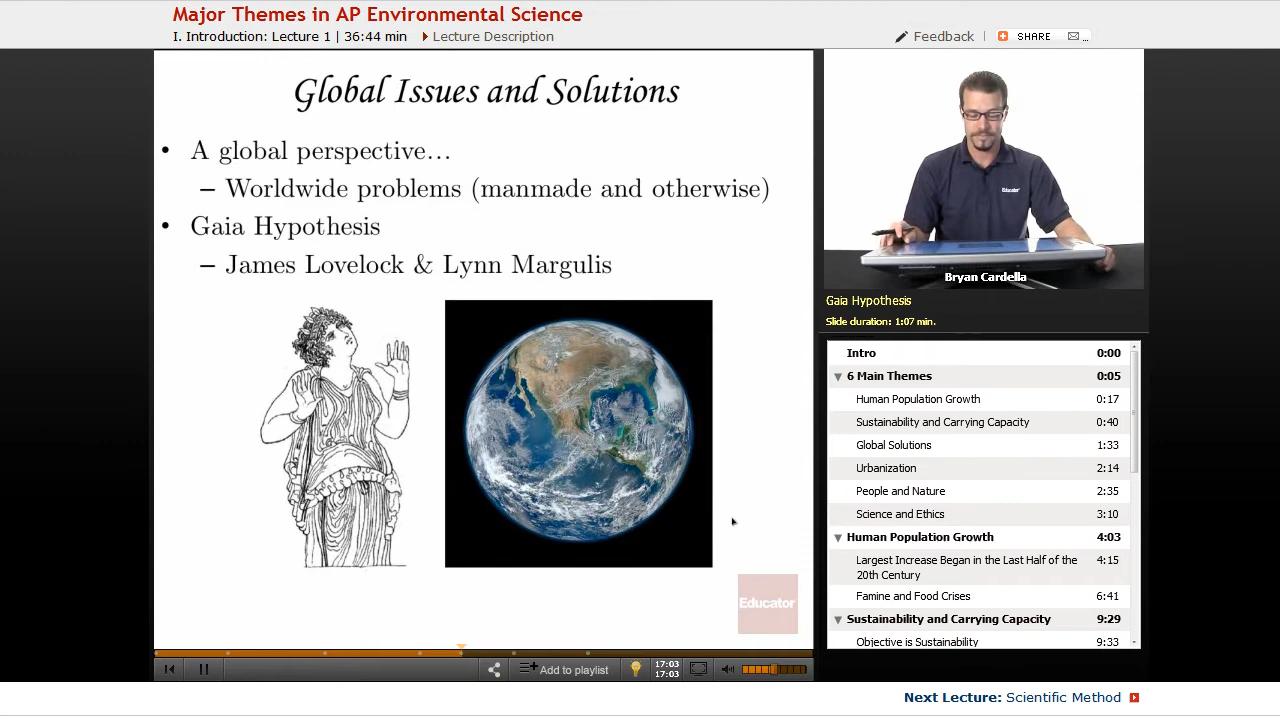 Major Themes in AP Environmental Science
I. Introduction: Lecture 1 | 36:44 min
Lecture Description
Feedback
SHARE
...
Global Issues and Solutions
• A global perspective…
– Worldwide problems (manmade and otherwise)
• Gaia Hypothesis
– James Lovelock & Lynn Margulis
Educator
Educator
Bryan Cardella
Gaia Hypothesis
Slide duration: 1:07 min.
Intro 0:00
6 Main Themes 0:05
Human Population Growth 0:17
Sustainability and Carrying Capacity 0:40
Global Solutions 1:33
Urbanization 2:14
People and Nature 2:35
Science and Ethics 3:10
Human Population Growth 4:03
Largest Increase Began in the Last Half of the 4:15
20th Century
Famine and Food Crises 6:41
Sustainability and Carrying Capacity 9:29
Objective is Sustainability 9:33
Add to playlist
17:03
17:03
Next Lecture: Scientific Method